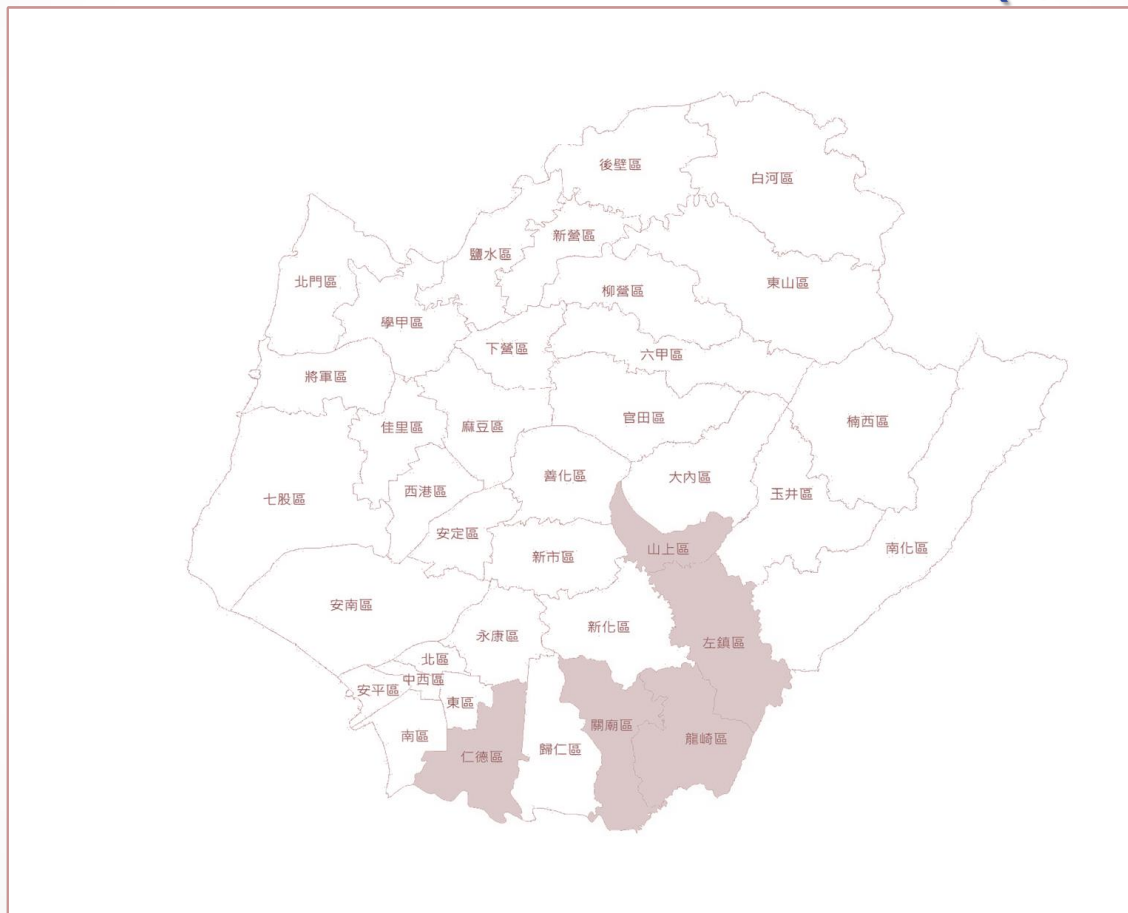 後壁區
白河區
新營區
鹽水區
北門區
東山區
柳營區
學甲區
下營區
六甲區
將軍區
官田區
楠西區
佳里區
麻豆區
善化區
大內區
西港區
玉井區
七股區
安定區
山上區
南化區
新市區
安南區
新化區
永康區
左鎮區
北區
中西區
安平區
東區
關廟區
南區
龍崎區
歸仁區
仁德區